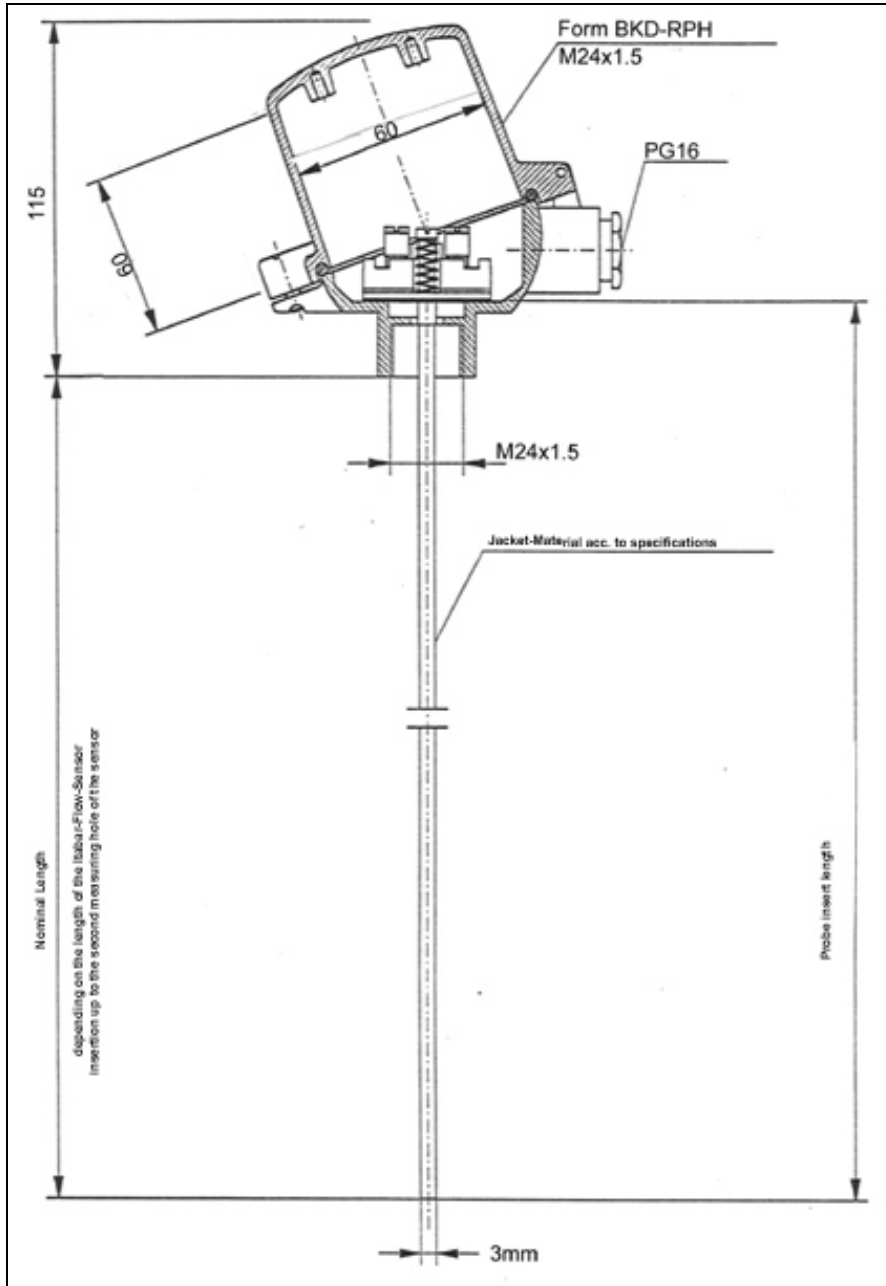 Form BKD-RPH
M24x1.5
PG16
60
115
60
M24x1.5
Jacket-Material acc. to specifications
Nominal Length
depending on the length of the Itabar-Flow-Sensor
insertion up to the second measuring hole of the sensor
Probe insert length
3mm